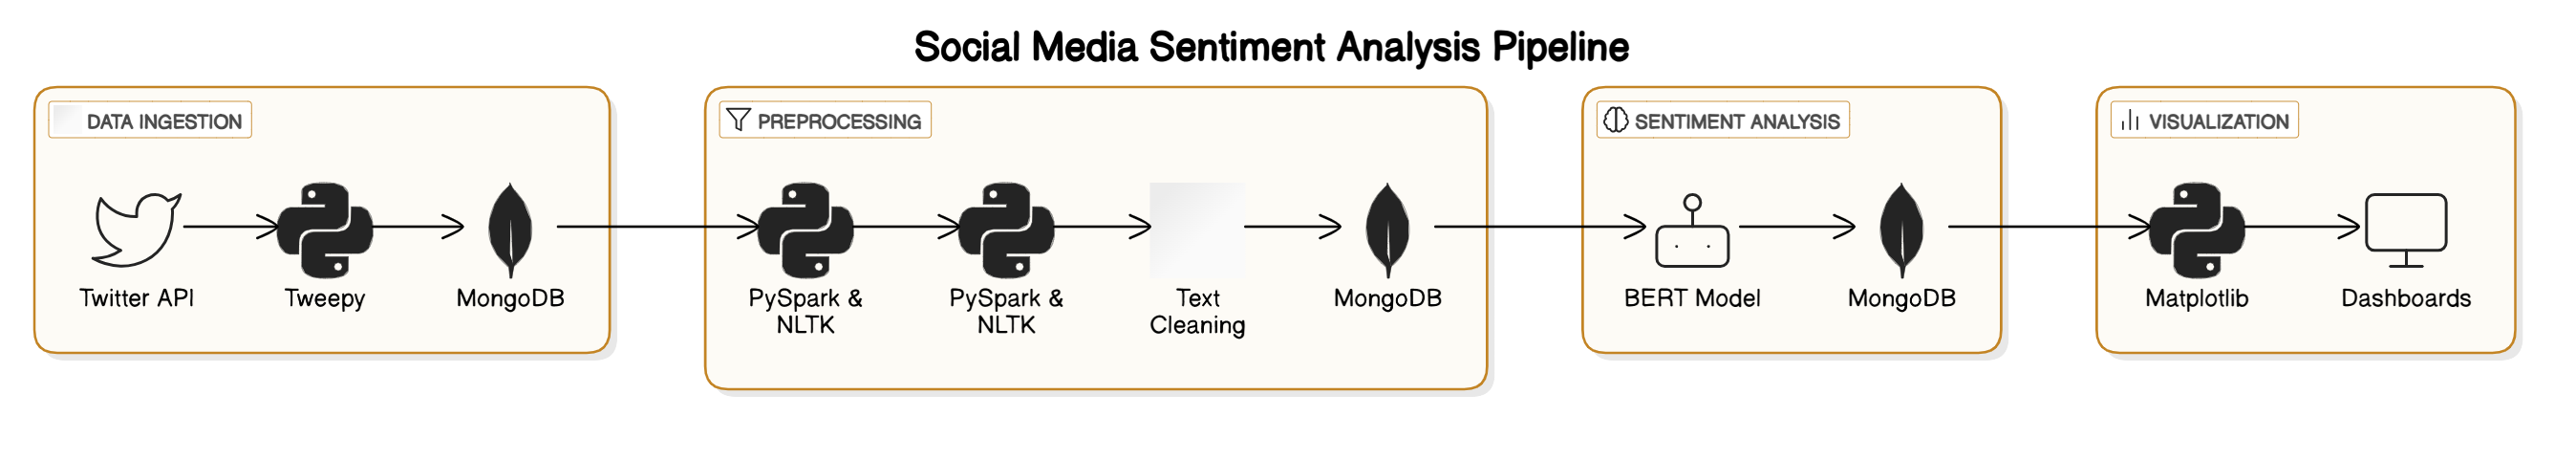 Social Media Sentiment Analysis Pipeline
DATA INGESTION
Twitter API
Tweepy
MongoDB
PREPROCESSING
PySpark &
NLTK
PySpark &
NLTK
Text
Cleaning
MongoDB
SENTIMENT ANALYSIS
BERT Model
MongoDB
VISUALIZATION
Matplotlib
Dashboards